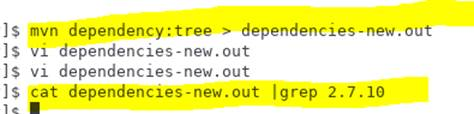 ]$ mvn dependency:tree > dependencies-new.out
]$ vi dependencies-new.out
]$ vi dependencies-new.out
]$ cat dependencies-new.out |grep 2.7.10
]$